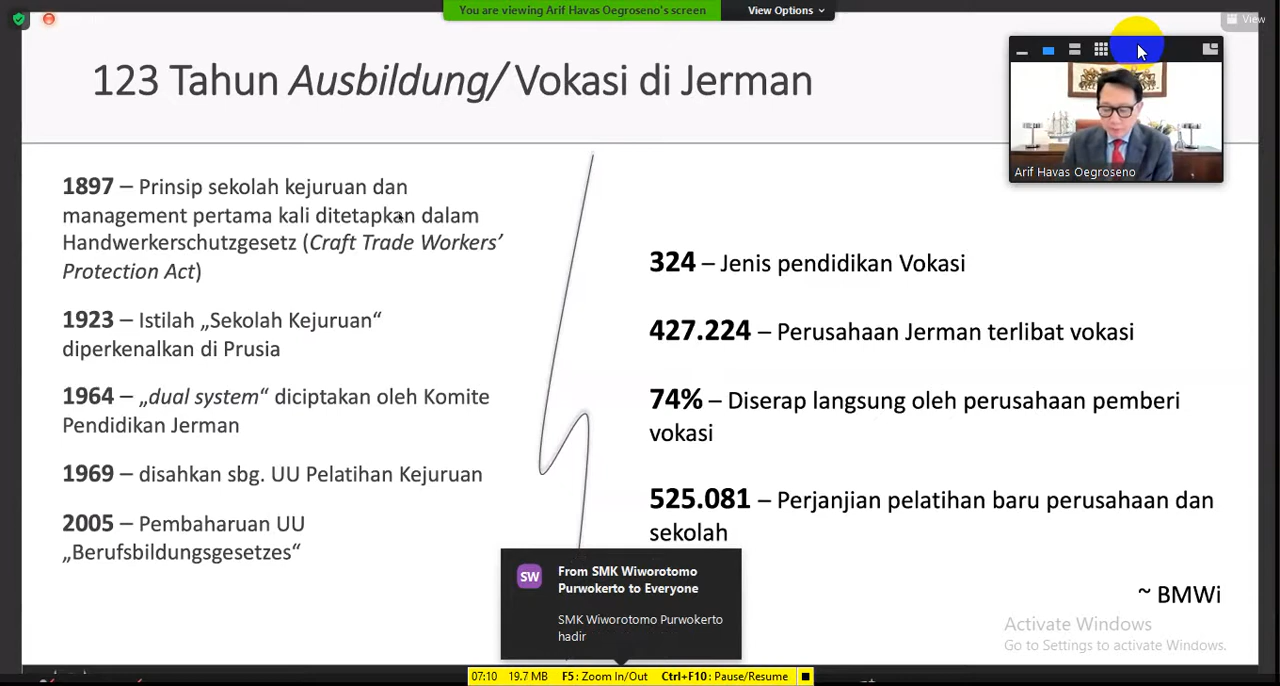 You are viewing Arif Havas Oegroseno's screen
View Options
View
123 Tahun Ausbildung/ Vokasi di Jerman
Arif Havas Oegroseno
1897 – Prinsip sekolah kejuruan dan
management pertama kali ditetapkan dalam
Handwerkerschutzgesetz (Craft Trade Workers’
Protection Act)
1923 – Istilah „Sekolah Kejuruan“
diperkenalkan di Prusia
1964 – „dual system“ diciptakan oleh Komite
Pendidikan Jerman
1969 – disahkan sbg. UU Pelatihan Kejuruan
2005 – Pembaharuan UU
„Berufsbildungsgesetzes“
324 – Jenis pendidikan Vokasi
427.224 – Perusahaan Jerman terlibat vokasi
74% – Diserap langsung oleh perusahaan pemberi
vokasi
525.081 – Perjanjian pelatihan baru perusahaan dan
sekolah
~ BMWi
SW
From SMK Wiworotomo
Purwokerto to Everyone
SMK Wiworotomo Purwokerto
hadir
Activate Windows
Go to Settings to activate Windows.
07:10 19.7 MB F5: Zoom In/Out Ctrl+F10: Pause/Resume